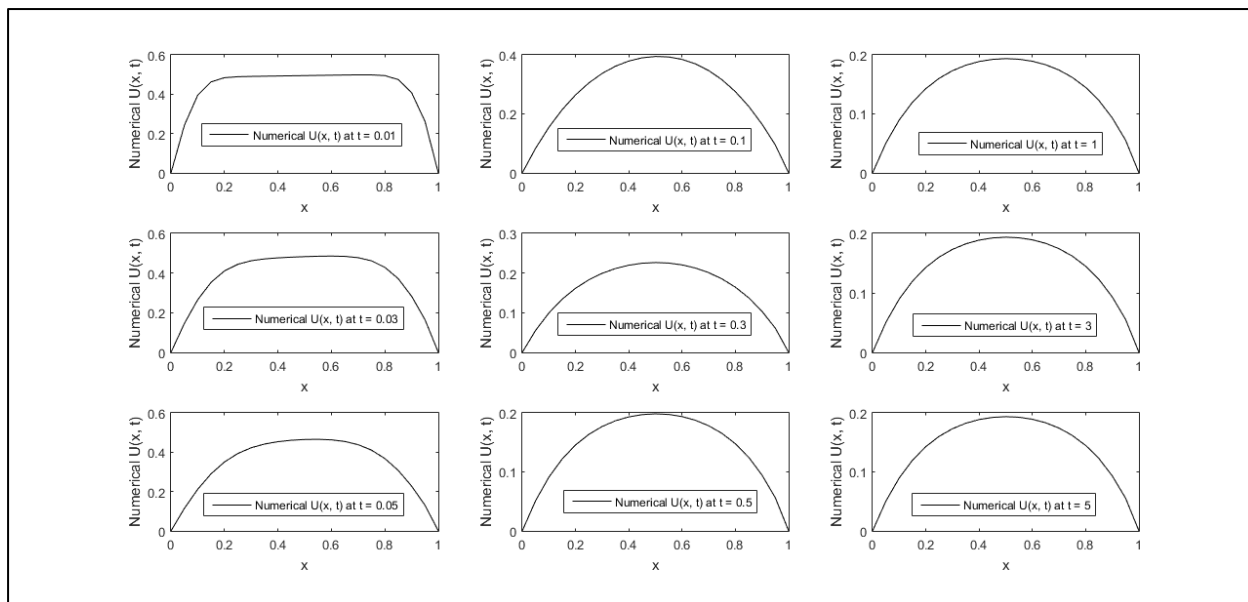 0.6
0.4
0.2
0
Numerical U(x, t)
Numerical U(x, t) at t = 0.01
0 0.2 0.4 0.6 0.8 1
x
0.4
0.2
0
Numerical U(x, t)
Numerical U(x, t) at t = 0.1
0 0.2 0.4 0.6 0.8 1
x
0.2
0.1
0
Numerical U(x, t)
Numerical U(x, t) at t = 1
0 0.2 0.4 0.6 0.8 1
x
0.6
0.4
0.2
0
Numerical U(x, t)
Numerical U(x, t) at t = 0.03
0 0.2 0.4 0.6 0.8 1
x
0.3
0.2
0.1
0
Numerical U(x, t)
Numerical U(x, t) at t = 0.3
0 0.2 0.4 0.6 0.8 1
x
0.2
0.1
0
Numerical U(x, t)
Numerical U(x, t) at t = 3
0 0.2 0.4 0.6 0.8 1
x
0.6
0.4
0.2
0
Numerical U(x, t)
Numerical U(x, t) at t = 0.05
0 0.2 0.4 0.6 0.8 1
x
0.2
0.1
0
Numerical U(x, t)
Numerical U(x, t) at t = 0.5
0 0.2 0.4 0.6 0.8 1
x
0.2
0.1
0
Numerical U(x, t)
Numerical U(x, t) at t = 5
0 0.2 0.4 0.6 0.8 1
x